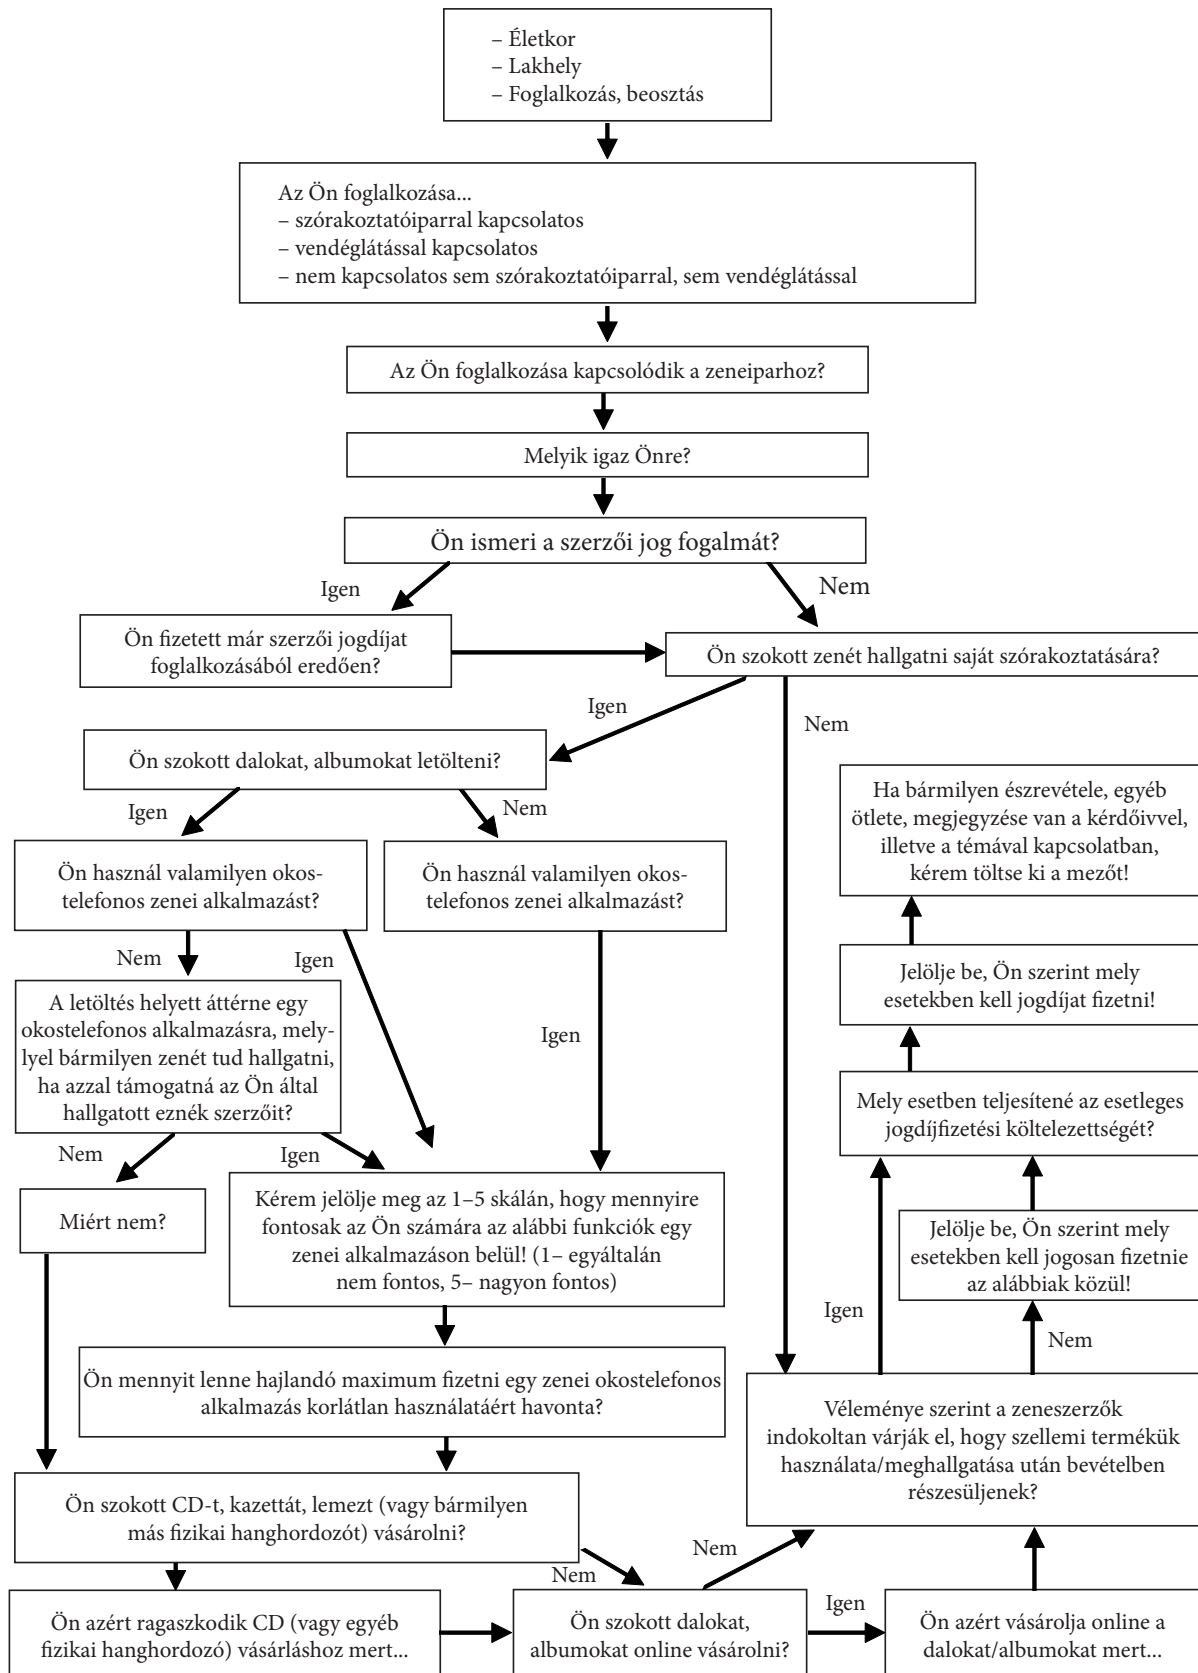 – Életkor
– Lakhely
– Foglalkozás, beosztás
Az Ön foglalkozása...
– szórakoztatóiparral kapcsolatos
– vendéglátással kapcsolatos
– nem kapcsolatos sem szórakoztatóiparral, sem vendéglátással
Az Ön foglalkozása kapcsolódik a zeneiparhoz?
Melyik igaz Önre?
Ön ismeri a szerzői jog fogalmát?
Igen
Nem
Ön fizetett már szerzői jogdíjat
foglalkozásából eredően?
Ön szokott zenét hallgatni saját szórakoztatására?
Igen
Nem
Ön szokott dalokat, albumokat letölteni?
Igen
Nem
Ön használ valamilyen okos-
telefonos zenei alkalmazást?
Ön használ valamilyen okos-
telefonos zenei alkalmazást?
Ha bármilyen észrevétele, egyéb
ötlete, megjegyzése van a kérdőivvel,
illetve a témával kapcsolatban,
kérem töltse ki a mezőt!
Nem
Igen
Igen
Jelölje be, Ön szerint mely
esetekben kell jogdíjat fizetni!
A letöltés helyett áttérne egy
okostelefonos alkalmazásra, mely-
lyel bármilyen zenét tud hallgatni,
ha azzal támogatná az Ön által
hallgatott eznék szerzőit?
Mely esetben teljesítené az esetleges
jogdíjfizetési költelezettségét?
Nem
Igen
Miért nem?
Kérem jelölje meg az 1–5 skálán, hogy mennyire
fontosak az Ön számára az alábbi funkciók egy
zenei alkalmazáson belül! (1– egyáltalán
nem fontos, 5– nagyon fontos)
Jelölje be, Ön szerint mely
esetekben kell jogosan fizetnie
az alábbiak közül!
Igen
Nem
Ön mennyit lenne hajlandó maximum fizetni egy zenei okostelefonos
alkalmazás korlátlan használatáért havonta?
Véleménye szerint a zeneszerzők
indokoltan várják el, hogy szellemi termékük
használata/meghallgatása után bevételben
részesüljenek?
Ön szokott CD-t, kazettát, lemezt (vagy bármilyen
más fizikai hanghordozót) vásárolni?
Nem
Nem
Ön azért ragaszkodik CD (vagy egyéb
fizikai hanghordozó) vásárláshoz mert...
Ön szokott dalokat,
albumokat online vásárolni?
Igen
Ön azért vásárolja online a
dalokat/albumokat mert...